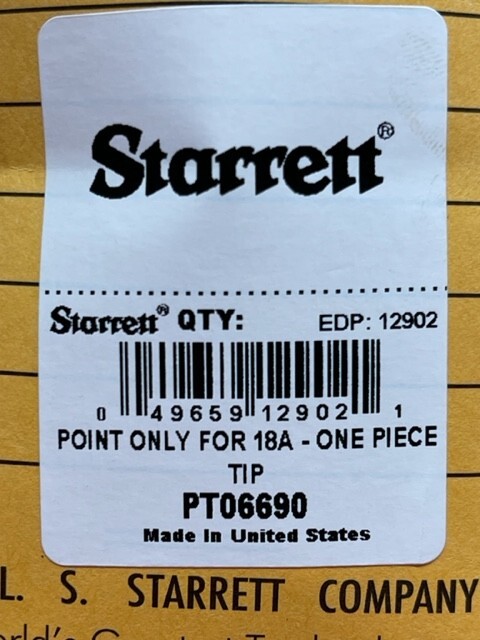 Starrett®
Starrett® QTY: EDP: 12902
0 49659 12902 1
POINT ONLY FOR 18A - ONE PIECE
TIP
PT06690
Made In United States
L. S. STARRETT COMPANY